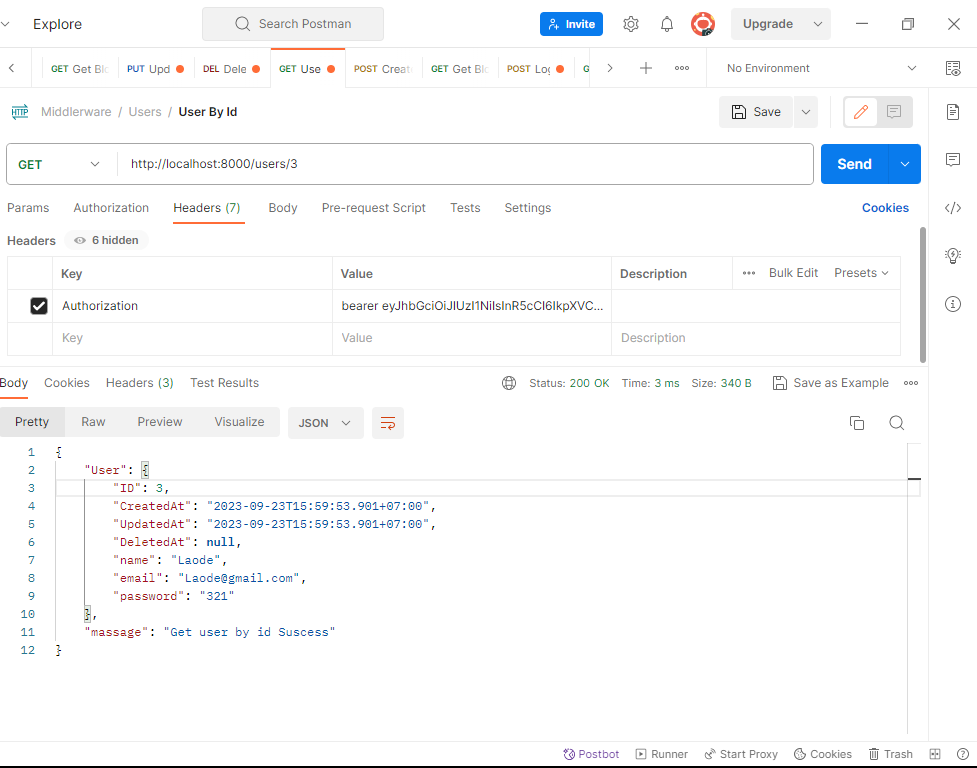 Explore
Search Postman
Invite
Upgrade
GET Get Blo
PUT Upd
DEL Dele
GET Use
POST Create
GET Get Blo
POST Log
G
No Environment
HTTP Middlerware / Users / User By Id
Save
GET http://localhost:8000/users/3
Send
Params Authorization Headers (7) Body Pre-request Script Tests Settings Cookies
Headers 6 hidden
Key Value Description Bulk Edit Presets
Authorization bearer eyJhbGciOiJIUzI1NiIsInR5cCI6IkpXVC...
Key Value Description
Body Cookies Headers (3) Test Results Status: 200 OK Time: 3 ms Size: 340 B Save as Example
Pretty Raw Preview Visualize JSON
1 {
2 "User": {
3 "ID": 3,
4 "CreatedAt": "2023-09-23T15:59:53.901+07:00",
5 "UpdatedAt": "2023-09-23T15:59:53.901+07:00",
6 "DeletedAt": null,
7 "name": "Laode",
8 "email": "Laode@gmail.com",
9 "password": "321"
10 },
11 "massage": "Get user by id Suscess"
12 }
Postbot Runner Start Proxy Cookies Trash